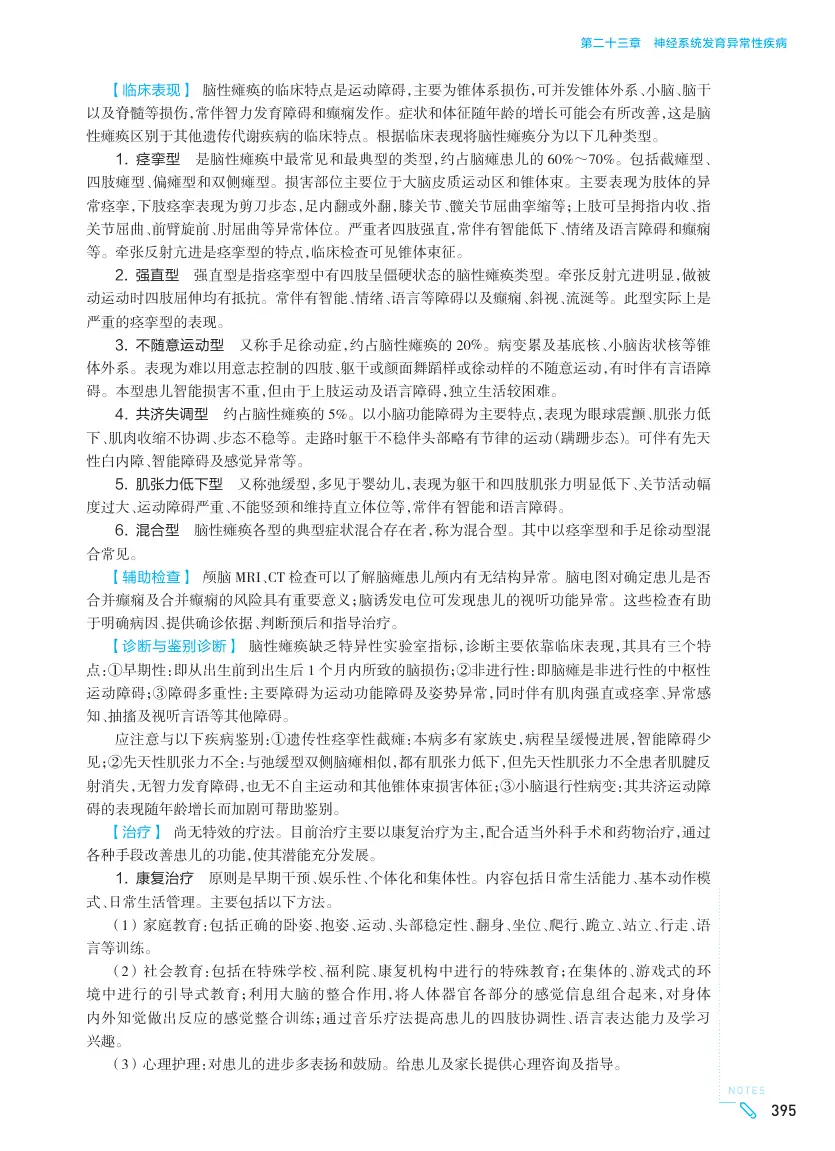 第二十三章 神经系统发育异常性疾病
【临床表现】 脑性瘫痪的临床特点是运动障碍,主要为锥体系损伤,可并发锥体外系、小脑、脑干
以及脊髓等损伤,常伴智力发育障碍和癫痫发作。症状和体征随年龄的增长可能会有所改善,这是脑
性瘫痪区别于其他遗传代谢疾病的临床特点。根据临床表现将脑性瘫痪分为以下几种类型。
1. 痉挛型 是脑性瘫痪中最常见和最典型的类型,约占脑瘫患儿的 60%～70%。包括截瘫型、
四肢瘫型、偏瘫型和双侧瘫型。损害部位主要位于大脑皮质运动区和锥体束。主要表现为肢体的异
常痉挛,下肢痉挛表现为剪刀步态,足内翻或外翻,膝关节、髋关节屈曲挛缩等;上肢可呈拇指内收、指
关节屈曲、前臂旋前、肘屈曲等异常体位。严重者四肢强直,常伴有智能低下、情绪及语言障碍和癫痫
等。牵张反射亢进是痉挛型的特点,临床检查可见锥体束征。
2. 强直型 强直型是指痉挛型中有四肢呈僵硬状态的脑性瘫痪类型。牵张反射亢进明显,做被
动运动时四肢屈伸均有抵抗。常伴有智能、情绪、语言等障碍以及癫痫、斜视、流涎等。此型实际上是
严重的痉挛型的表现。
3. 不随意运动型 又称手足徐动症,约占脑性瘫痪的 20%。病变累及基底核、小脑齿状核等锥
体外系。表现为难以用意志控制的四肢、躯干或颜面舞蹈样或徐动样的不随意运动,有时伴有言语障
碍。本型患儿智能损害不重,但由于上肢运动及语言障碍,独立生活较困难。
4. 共济失调型 约占脑性瘫痪的 5%。以小脑功能障碍为主要特点,表现为眼球震颤、肌张力低
下、肌肉收缩不协调、步态不稳等。走路时躯干不稳伴头部略有节律的运动(蹒跚步态)。可伴有先天
性白内障、智能障碍及感觉异常等。
5. 肌张力低下型 又称弛缓型,多见于婴幼儿,表现为躯干和四肢肌张力明显低下、关节活动幅
度过大、运动障碍严重、不能竖颈和维持直立体位等,常伴有智能和语言障碍。
6. 混合型 脑性瘫痪各型的典型症状混合存在者,称为混合型。其中以痉挛型和手足徐动型混
合常见。
【辅助检查】 颅脑 MRI、CT 检查可以了解脑瘫患儿颅内有无结构异常。脑电图对确定患儿是否
合并癫痫及合并癫痫的风险具有重要意义;脑诱发电位可发现患儿的视听功能异常。这些检查有助
于明确病因、提供确诊依据、判断预后和指导治疗。
【诊断与鉴别诊断】 脑性瘫痪缺乏特异性实验室指标,诊断主要依靠临床表现,其具有三个特
点:①早期性:即从出生前到出生后 1 个月内所致的脑损伤;②非进行性:即脑瘫是非进行性的中枢性
运动障碍;③障碍多重性:主要障碍为运动功能障碍及姿势异常,同时伴有肌肉强直或痉挛、异常感
知、抽搐及视听言语等其他障碍。
应注意与以下疾病鉴别:①遗传性痉挛性截瘫:本病多有家族史,病程呈缓慢进展,智能障碍少
见;②先天性肌张力不全:与弛缓型双侧脑瘫相似,都有肌张力低下,但先天性肌张力不全患者肌腱反
射消失,无智力发育障碍,也无不自主运动和其他锥体束损害体征;③小脑退行性病变:其共济运动障
碍的表现随年龄增长而加剧可帮助鉴别。
【治疗】 尚无特效的疗法。目前治疗主要以康复治疗为主,配合适当外科手术和药物治疗,通过
各种手段改善患儿的功能,使其潜能充分发展。
1. 康复治疗 原则是早期干预、娱乐性、个体化和集体性。内容包括日常生活能力、基本动作模
式、日常生活管理。主要包括以下方法。
(1)家庭教育:包括正确的卧姿、抱姿、运动、头部稳定性、翻身、坐位、爬行、跪立、站立、行走、语
言等训练。
(2)社会教育:包括在特殊学校、福利院、康复机构中进行的特殊教育;在集体的、游戏式的环
境中进行的引导式教育;利用大脑的整合作用,将人体器官各部分的感觉信息组合起来,对身体
内外知觉做出反应的感觉整合训练;通过音乐疗法提高患儿的四肢协调性、语言表达能力及学习
兴趣。
(3)心理护理:对患儿的进步多表扬和鼓励。给患儿及家长提供心理咨询及指导。
NOTES
395